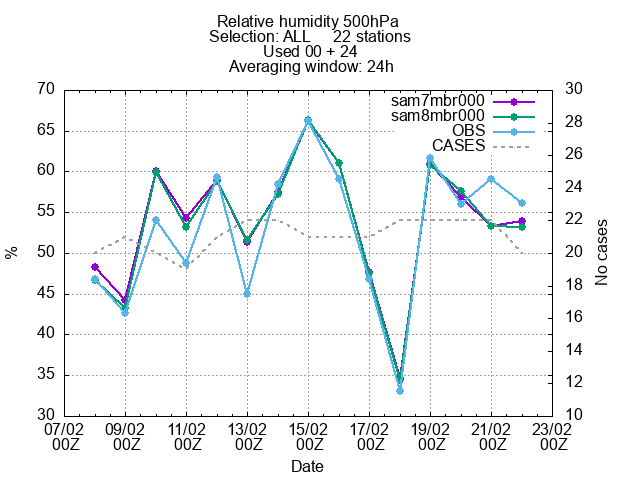 Relative humidity 500hPa
Selection: ALL 22 stations
Used 00 + 24
Averaging window: 24h
70
65
60
55
50
45
40
35
30
%
30
28
26
24
22
20
18
16
14
12
10
No cases
sam7mbr000
sam8mbr000
OBS
CASES
07/02 09/02 11/02 13/02 15/02 17/02 19/02 21/02 23/02
00Z 00Z 00Z 00Z 00Z 00Z 00Z 00Z 00Z
Date